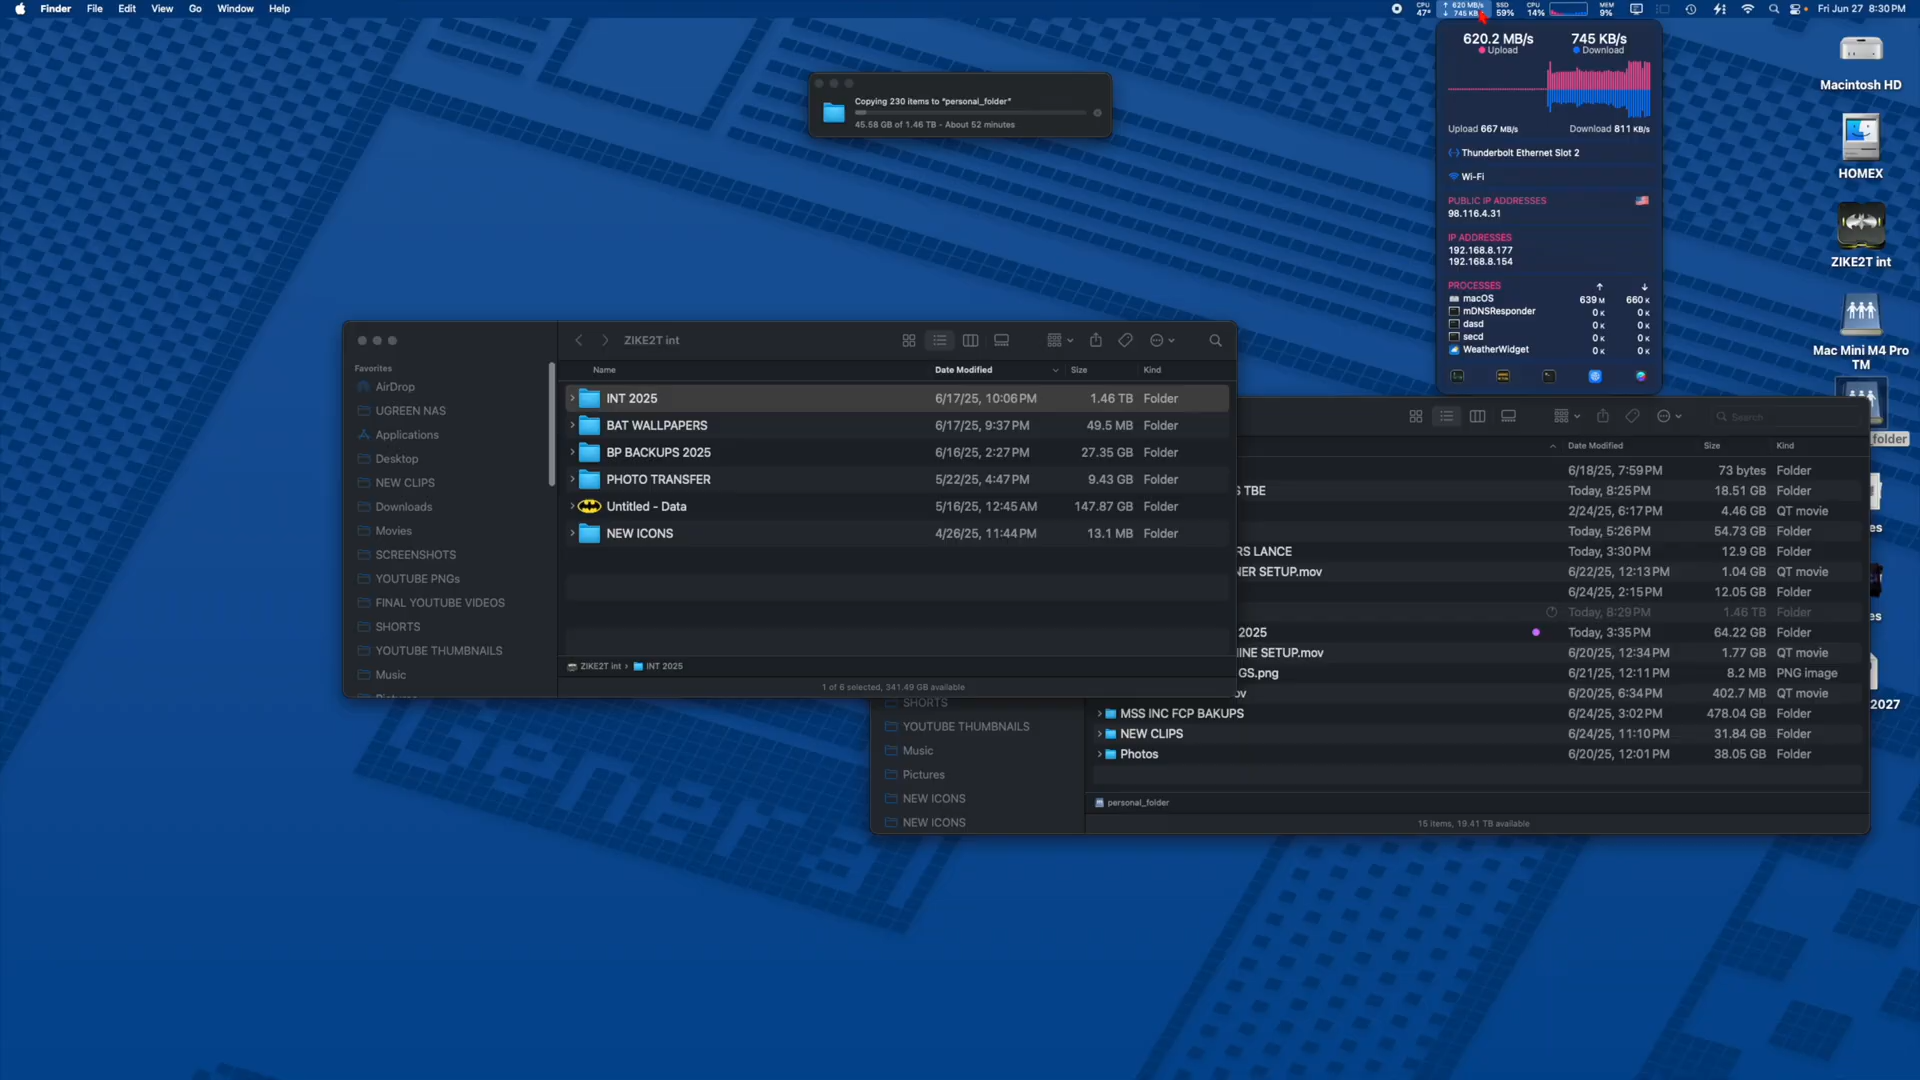 Finder File Edit View Go Window Help
CPU 47° ↑ 620 MB/s ↓ 745 KB/s SSD 59% CPU 14% MEM 9% Fri Jun 27 8:30 PM
Copying 230 items to "personal_folder"
45.58 GB of 1.46 TB - About 52 minutes
620.2 MB/s 745 KB/s
Upload Download
Upload 667 MB/s Download 811 KB/s
Thunderbolt Ethernet Slot 2
Wi-Fi
PUBLIC IP ADDRESSES
98.116.4.31
IP ADDRESSES
192.168.8.177
192.168.8.154
PROCESSES ↑ ↓
macOS 639 M 660 K
mDNSResponder 0 K 0 K
dasd 0 K 0 K
secd 0 K 0 K
WeatherWidget 0 K 0 K
Macintosh HD
HOMEX
ZIKE2T int
Mac Mini M4 Pro
TM
folder
es
es
2027
ZIKE2T int
Favorites
AirDrop
UGREEN NAS
Applications
Desktop
NEW CLIPS
Downloads
Movies
SCREENSHOTS
YOUTUBE PNGs
FINAL YOUTUBE VIDEOS
SHORTS
YOUTUBE THUMBNAILS
Music
Name Date Modified Size Kind
INT 2025 6/17/25, 10:06 PM 1.46 TB Folder
BAT WALLPAPERS 6/17/25, 9:37 PM 49.5 MB Folder
BP BACKUPS 2025 6/16/25, 2:27 PM 27.35 GB Folder
PHOTO TRANSFER 5/22/25, 4:47 PM 9.43 GB Folder
Untitled - Data 5/16/25, 12:45 AM 147.87 GB Folder
NEW ICONS 4/26/25, 11:44 PM 13.1 MB Folder
ZIKE2T int › INT 2025
1 of 6 selected, 341.49 GB available
Search
Date Modified Size Kind
6/18/25, 7:59 PM 73 bytes Folder
S TBE Today, 8:25 PM 18.51 GB Folder
2/24/25, 6:17 PM 4.46 GB QT movie
Today, 5:26 PM 54.73 GB Folder
RS LANCE Today, 3:30 PM 12.9 GB Folder
NER SETUP.mov 6/22/25, 12:13 PM 1.04 GB QT movie
6/24/25, 2:15 PM 12.05 GB Folder
Today, 8:29 PM 1.46 TB Folder
2025 Today, 3:35 PM 64.22 GB Folder
INE SETUP.mov 6/20/25, 12:34 PM 1.77 GB QT movie
GS.png 6/21/25, 12:11 PM 8.2 MB PNG image
ov 6/20/25, 6:34 PM 402.7 MB QT movie
MSS INC FCP BAKUPS 6/24/25, 3:02 PM 478.04 GB Folder
NEW CLIPS 6/24/25, 11:10 PM 31.84 GB Folder
Photos 6/20/25, 12:01 PM 38.05 GB Folder
SHORTS
YOUTUBE THUMBNAILS
Music
Pictures
NEW ICONS
NEW ICONS
personal_folder
15 items, 19.41 TB available